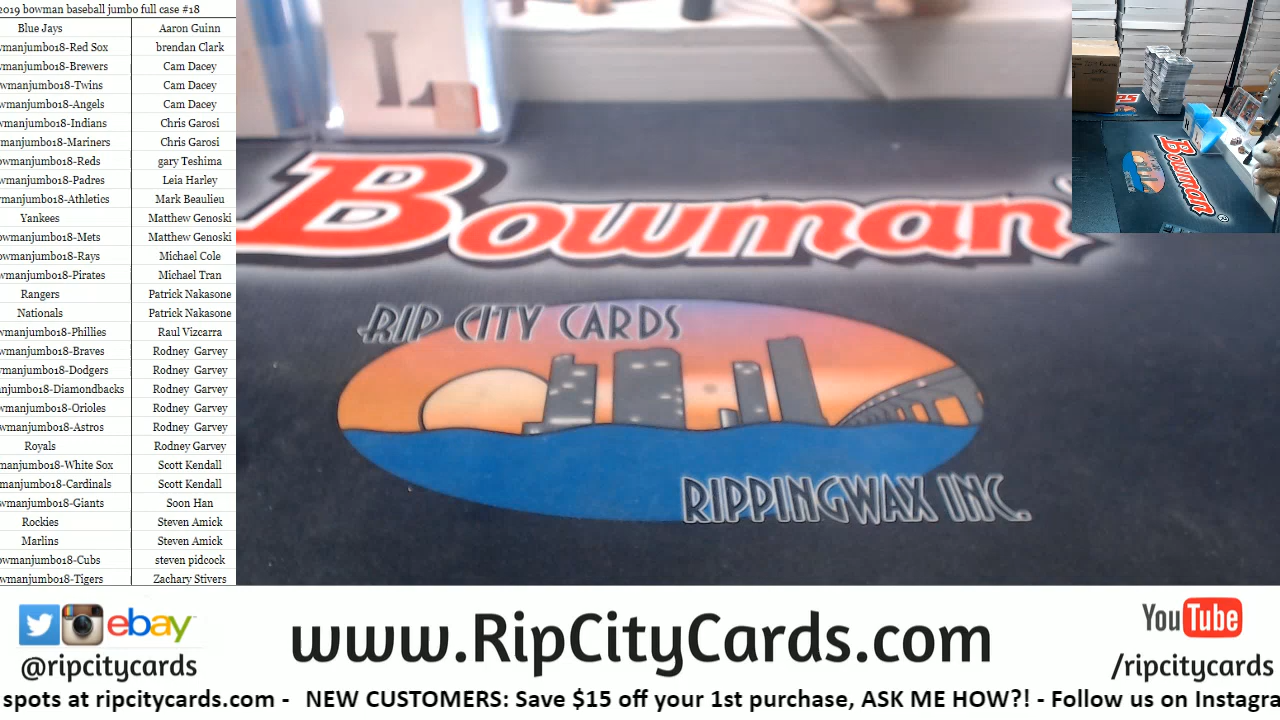 2019 bowman baseball jumbo full case #18
Blue Jays Aaron Guinn
wmanjumbo18-Red Sox brendan Clark
owmanjumbo18-Brewers Cam Dacey
owmanjumbo18-Twins Cam Dacey
owmanjumbo18-Angels Cam Dacey
wmanjumbo18-Indians Chris Garosi
manjumbo18-Mariners Chris Garosi
owmanjumbo18-Reds gary Teshima
wmanjumbo18-Padres Leia Harley
manjumbo18-Athletics Mark Beaulieu
Yankees Matthew Genoski
owmanjumbo18-Mets Matthew Genoski
owmanjumbo18-Rays Michael Cole
wmanjumbo18-Pirates Michael Tran
Rangers Patrick Nakasone
Nationals Patrick Nakasone
wmanjumbo18-Phillies Raul Vizcarra
wmanjumbo18-Braves Rodney Garvey
wmanjumbo18-Dodgers Rodney Garvey
njumbo18-Diamondbacks Rodney Garvey
wmanjumbo18-Orioles Rodney Garvey
wmanjumbo18-Astros Rodney Garvey
Royals Rodney Garvey
manjumbo18-White Sox Scott Kendall
manjumbo18-Cardinals Scott Kendall
wmanjumbo18-Giants Soon Han
Rockies Steven Amick
Marlins Steven Amick
owmanjumbo18-Cubs steven pidcock
wmanjumbo18-Tigers Zachary Stivers
Bowman
RIP CITY CARDS
RIPPINGWAX INC.
Bowman
ebay
@ripcitycards
www.RipCityCards.com
YouTube
/ripcitycards
spots at ripcitycards.com - NEW CUSTOMERS: Save $15 off your 1st purchase, ASK ME HOW?! - Follow us on Instagra